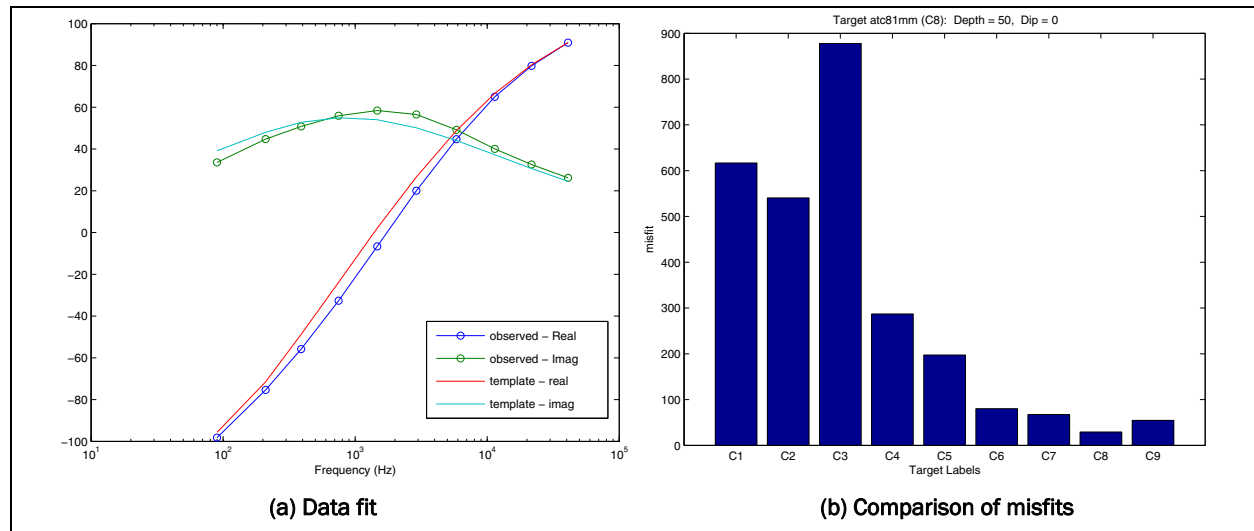 100
80
60
40
20
0
−20
−40
−60
−80
−100
10^1
10^2
10^3
10^4
10^5
Frequency (Hz)
observed − Real
observed − Imag
template − real
template − imag
(a) Data fit
Target atc81mm (C8): Depth = 50, Dip = 0
900
800
700
600
500
400
300
200
100
0
misfit
C1 C2 C3 C4 C5 C6 C7 C8 C9
Target Labels
(b) Comparison of misfits